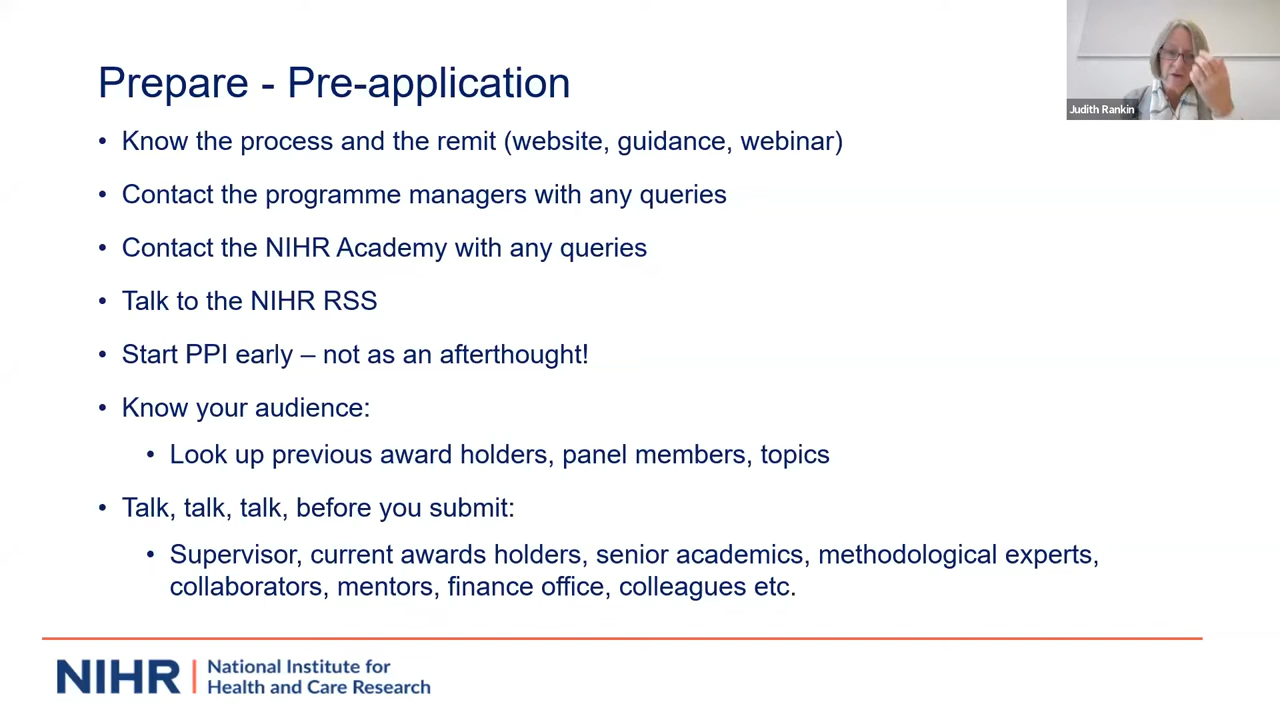 Prepare - Pre-application
• Know the process and the remit (website, guidance, webinar)
• Contact the programme managers with any queries
• Contact the NIHR Academy with any queries
• Talk to the NIHR RSS
• Start PPI early – not as an afterthought!
• Know your audience:
• Look up previous award holders, panel members, topics
• Talk, talk, talk, before you submit:
• Supervisor, current awards holders, senior academics, methodological experts,
collaborators, mentors, finance office, colleagues etc.
Judith Rankin
NIHR | National Institute for
Health and Care Research